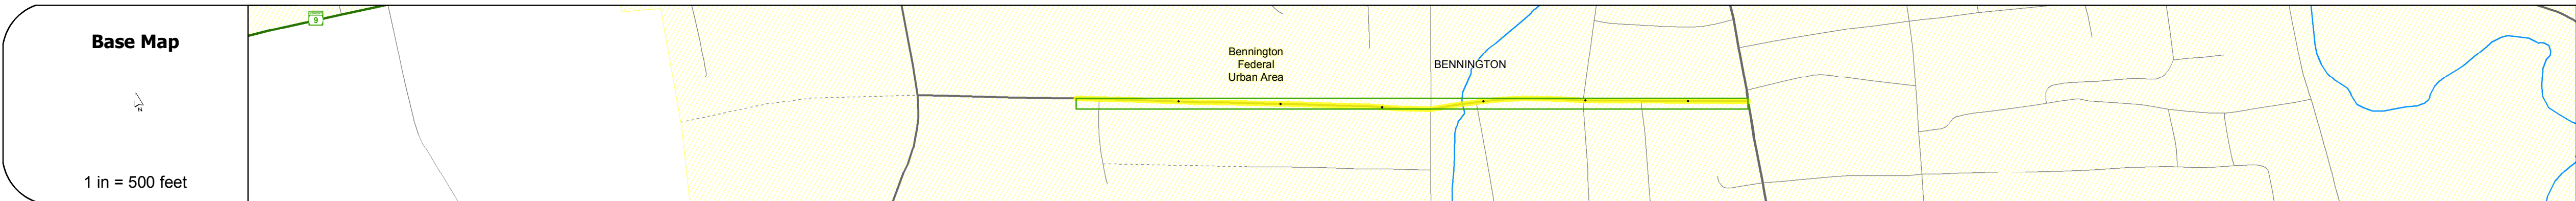 Base Map
N
1 in = 500 feet
9
Bennington
Federal
Urban Area
BENNINGTON